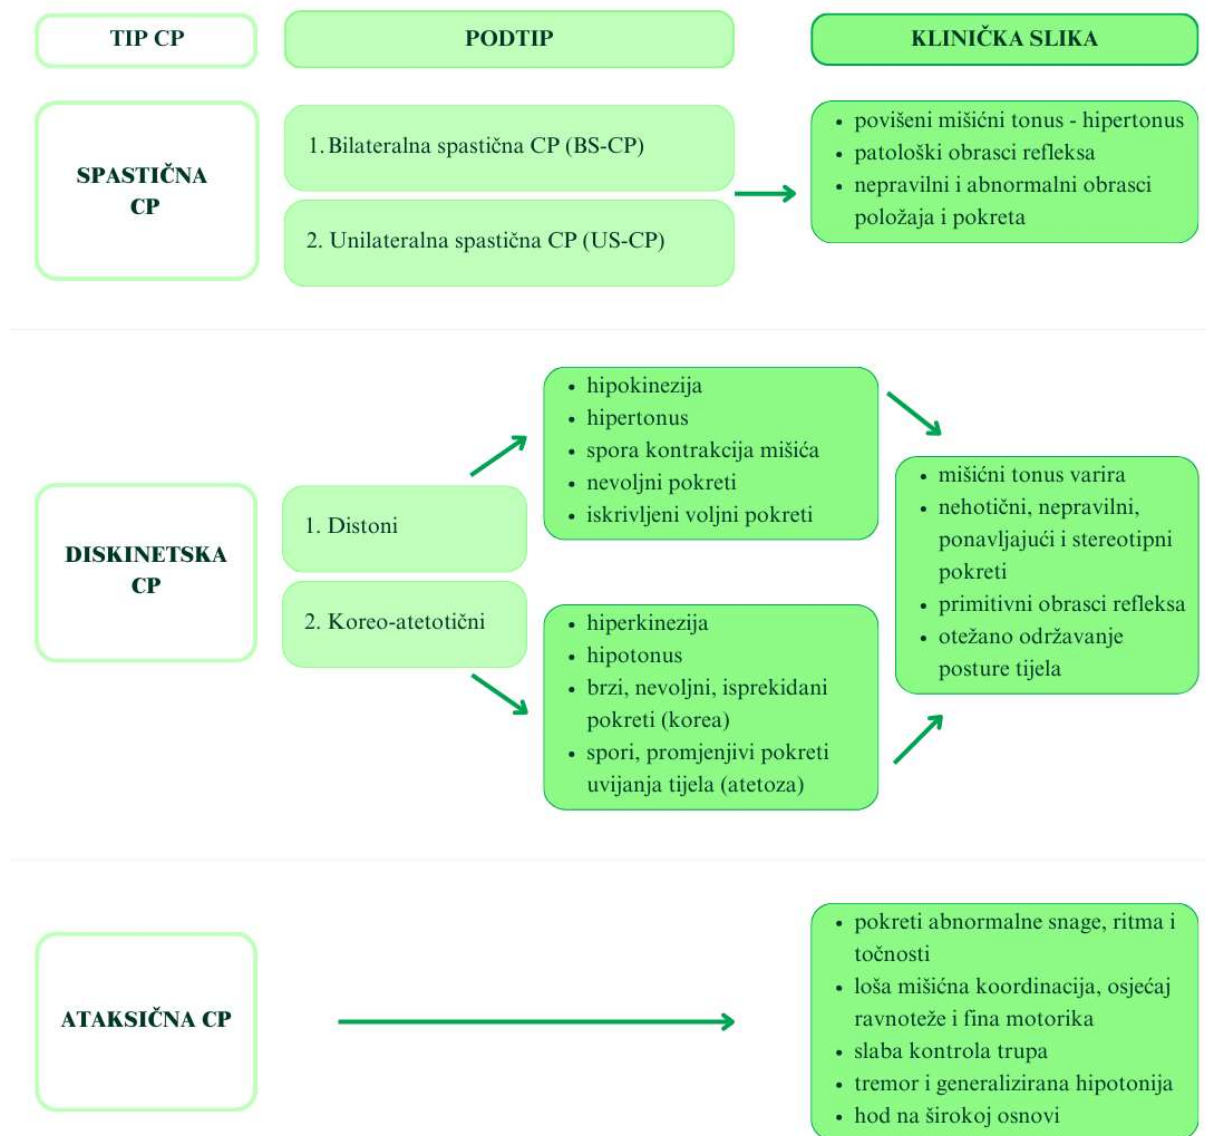 TIP CP
PODTIP
KLINIČKA SLIKA
SPASTIČNA
CP
1. Bilateralna spastična CP (BS-CP)
2. Unilateralna spastična CP (US-CP)
• povišeni mišićni tonus - hipertonus
• patološki obrasci refleksa
• nepravilni i abnormalni obrasci
položaja i pokreta
DISKINETSKA
CP
1. Distoni
2. Koreo-atetotični
• hipokinezija
• hipertonus
• spora kontrakcija mišića
• nevoljni pokreti
• iskrivljeni voljni pokreti
• hiperkinezija
• hipotonus
• brzi, nevoljni, isprekidani
pokreti (korea)
• spori, promjenjivi pokreti
uvijanja tijela (atetoza)
• mišićni tonus varira
• nehotični, nepravilni,
ponavljajući i stereotipni
pokreti
• primitivni obrasci refleksa
• otežano održavanje
posture tijela
ATAKSIČNA CP
• pokreti abnormalne snage, ritma i
točnosti
• loša mišićna koordinacija, osjećaj
ravnoteže i fina motorika
• slaba kontrola trupa
• tremor i generalizirana hipotonija
• hod na širokoj osnovi